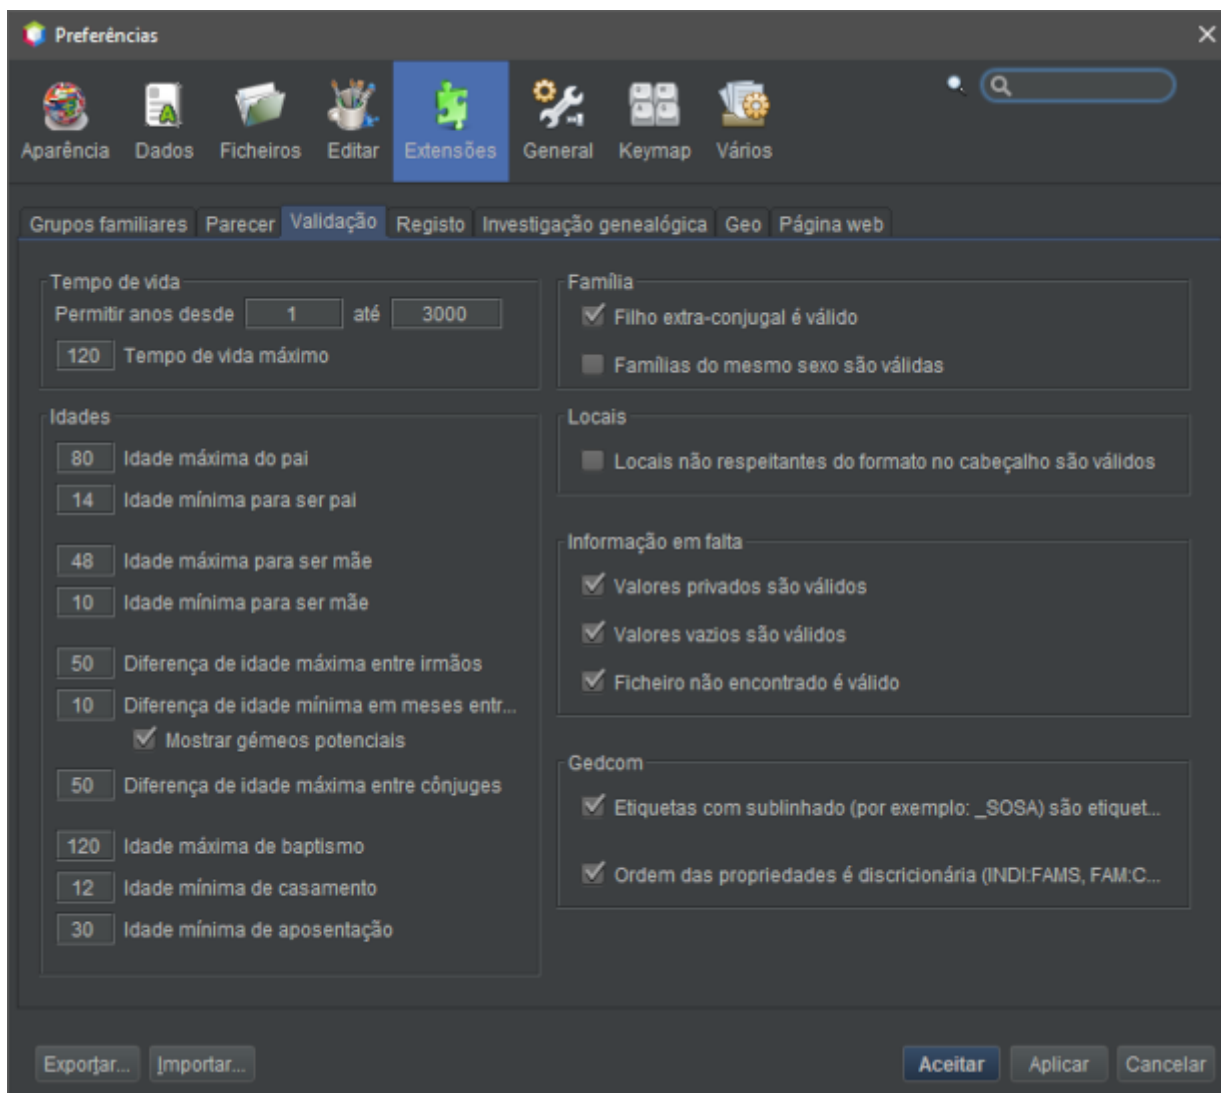 Preferências
Aparência Dados Ficheiros Editar Extensões General Keymap Vários
Grupos familiares Parecer Validação Registo Investigação genealógica Geo Página web
Tempo de vida
Permitir anos desde 1 até 3000
120 Tempo de vida máximo
Idades
80 Idade máxima do pai
14 Idade mínima para ser pai
48 Idade máxima para ser mãe
10 Idade mínima para ser mãe
50 Diferença de idade máxima entre irmãos
10 Diferença de idade mínima em meses entr...
Mostrar gémeos potenciais
50 Diferença de idade máxima entre cônjuges
120 Idade máxima de baptismo
12 Idade mínima de casamento
30 Idade mínima de aposentação
Família
Filho extra-conjugal é válido
Famílias do mesmo sexo são válidas
Locais
Locais não respeitantes do formato no cabeçalho são válidos
Informação em falta
Valores privados são válidos
Valores vazios são válidos
Ficheiro não encontrado é válido
Gedcom
Etiquetas com sublinhado (por exemplo: _SOSA) são etiquet...
Ordem das propriedades é discricionária (INDI:FAMS, FAM:C...
Exportar... Importar... Aceitar Aplicar Cancelar